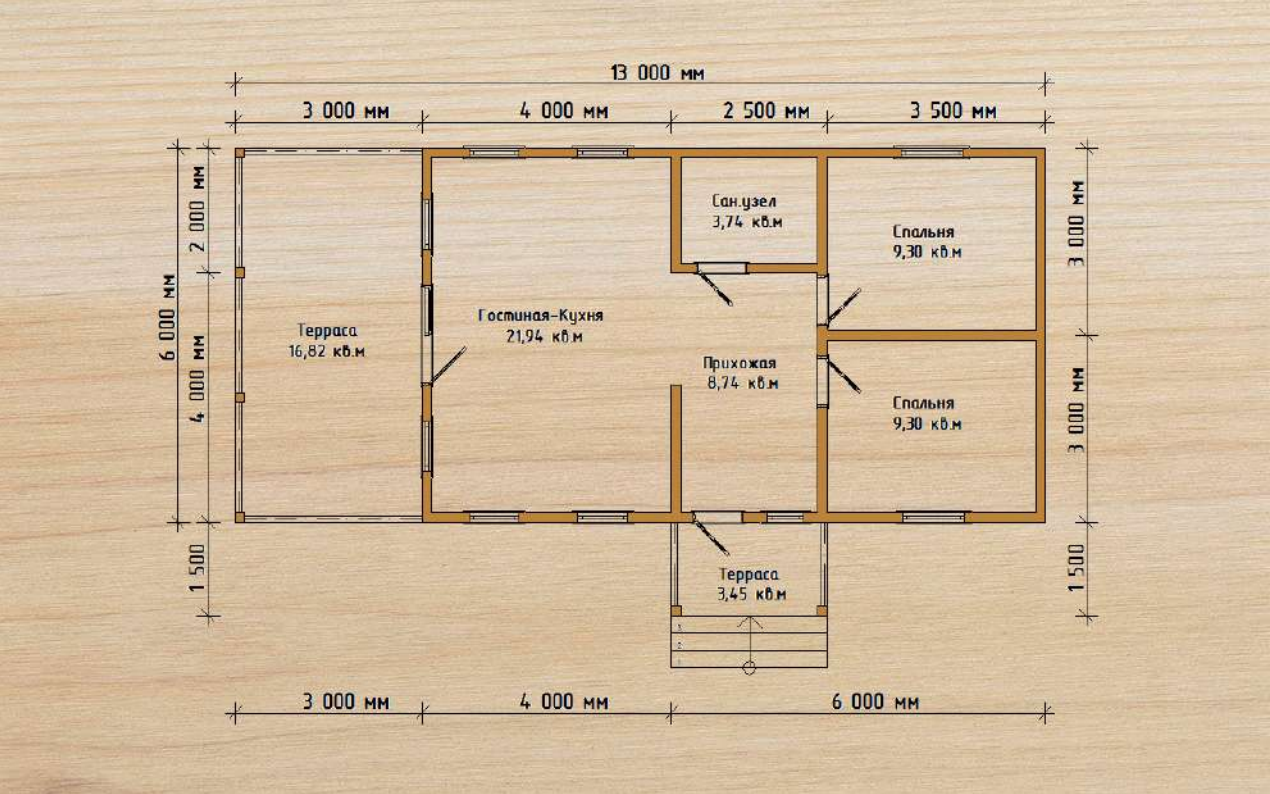 13 000 мм
3 000 мм
4 000 мм
2 500 мм
3 500 мм
6 000 мм
2 000 мм
4 000 мм
1 500
3 000 мм
3 000 мм
1 500
Сан.узел
3,74 кв.м
Спальня
9,30 кв.м
Гостиная-Кухня
21,94 кв.м
Терраса
16,82 кв.м
Прихожая
8,74 кв.м
Спальня
9,30 кв.м
Терраса
3,45 кв.м
3 000 мм
4 000 мм
6 000 мм